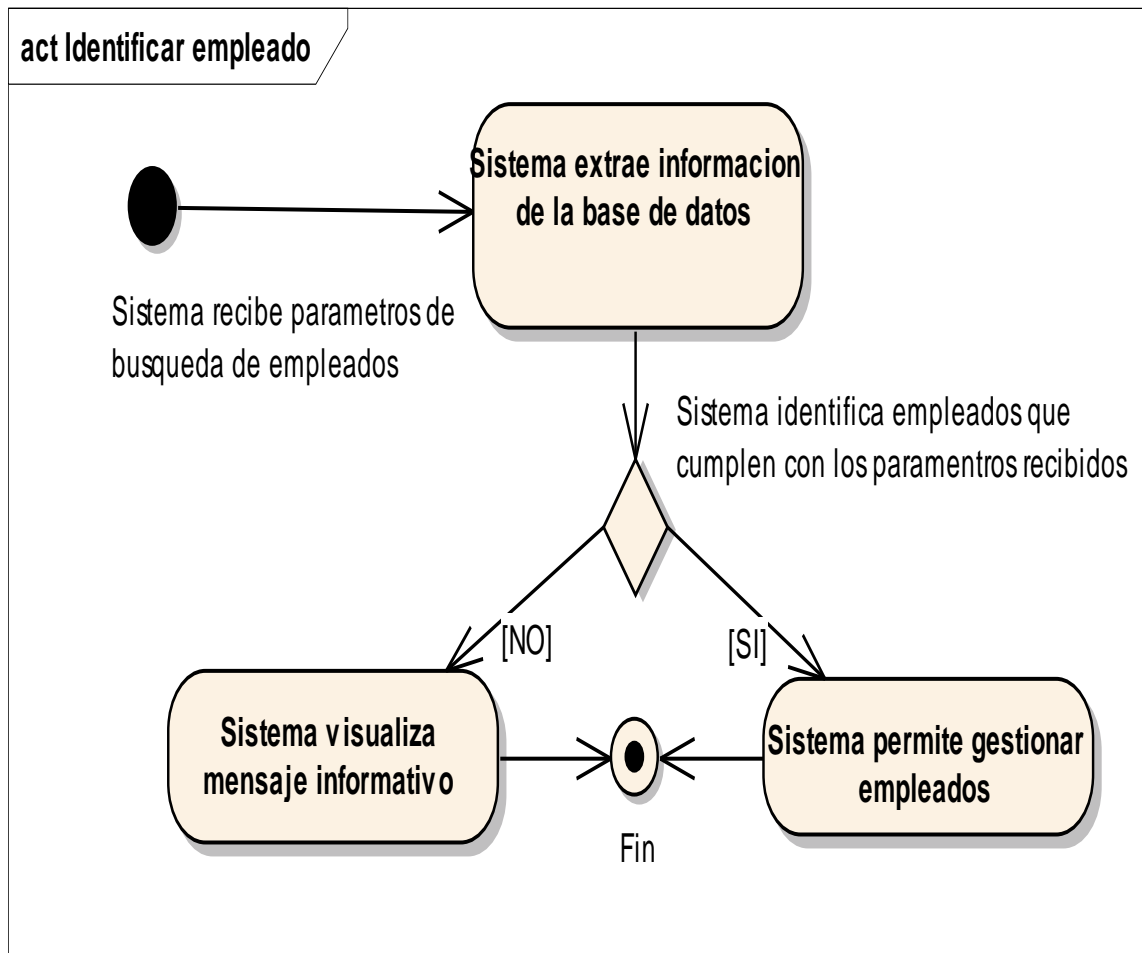 act Identificar empleado
Sistema extrae informacion
de la base de datos
Sistema recibe parametros de
busqueda de empleados
Sistema identifica empleados que
cumplen con los paramentros recibidos
[NO]
[SI]
Sistema visualiza
mensaje informativo
Sistema permite gestionar
empleados
Fin